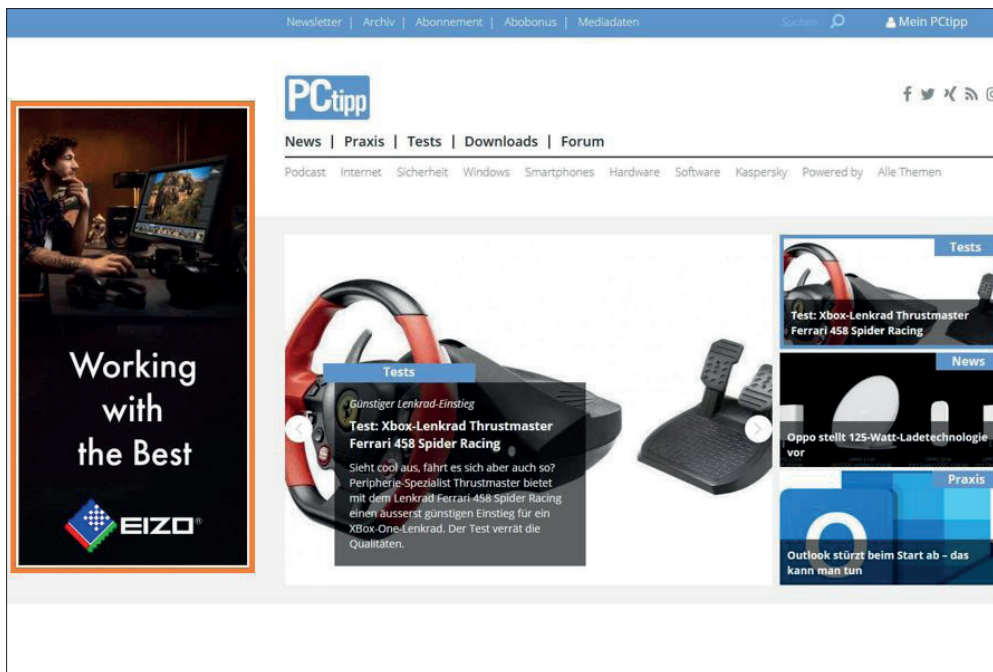 Newsletter | Archiv | Abonnement | Abobonus | Mediadaten
Suchen
Mein PCtipp
PCtipp
News | Praxis | Tests | Downloads | Forum
Podcast Internet Sicherheit Windows Smartphones Hardware Software Kaspersky Powered by Alle Themen
Working
with
the Best
EIZO®
Tests
Günstiger Lenkrad-Einstieg
Test: Xbox-Lenkrad Thrustmaster
Ferrari 458 Spider Racing
Sieht cool aus, fährt es sich aber auch so?
Peripherie-Spezialist Thrustmaster bietet
mit dem Lenkrad Ferrari 458 Spider Racing
einen äusserst günstigen Einstieg für ein
XBox-One-Lenkrad. Der Test verrät die
Qualitäten.
Tests
Test: Xbox-Lenkrad Thrustmaster
Ferrari 458 Spider Racing
News
Oppo stellt 125-Watt-Ladetechnologie
vor
Praxis
Outlook stürzt beim Start ab – das
kann man tun